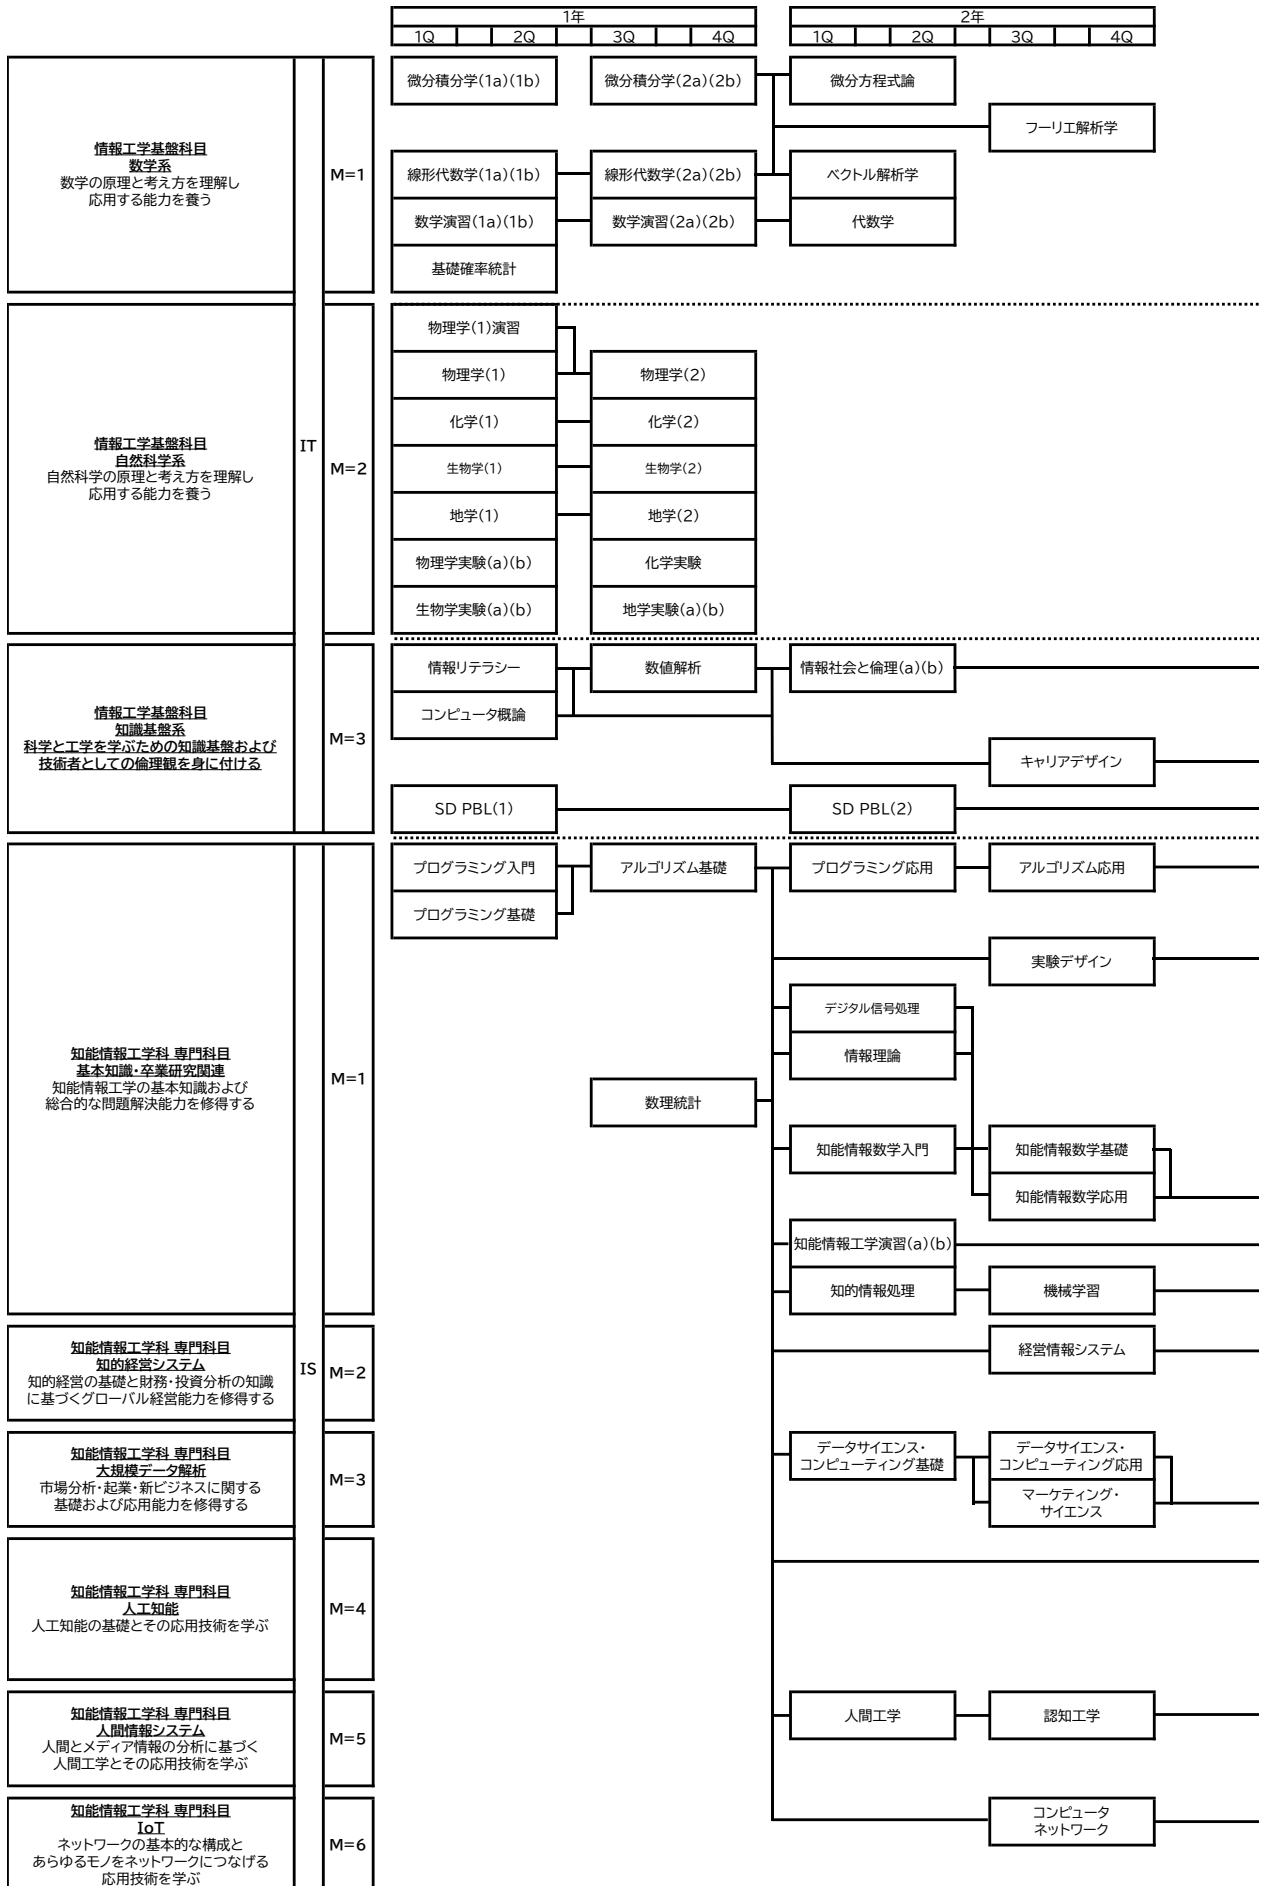 1年 2年
1Q 2Q 3Q 4Q 1Q 2Q 3Q 4Q
情報工学基盤科目
数学系
数学の原理と考え方を理解し
応用する能力を養う
IT
M=1
微分積分学(1a)(1b) 微分積分学(2a)(2b) 微分方程式論
フーリエ解析学
線形代数学(1a)(1b) 線形代数学(2a)(2b) ベクトル解析学
数学演習(1a)(1b) 数学演習(2a)(2b) 代数学
基礎確率統計
情報工学基盤科目
自然科学系
自然科学の原理と考え方を理解し
応用する能力を養う
M=2
物理学(1)演習
物理学(1) 物理学(2)
化学(1) 化学(2)
生物学(1) 生物学(2)
地学(1) 地学(2)
物理学実験(a)(b) 化学実験
生物学実験(a)(b) 地学実験(a)(b)
情報工学基盤科目
知識基盤系
科学と工学を学ぶための知識基盤および
技術者としての倫理観を身に付ける
M=3
情報リテラシー 数値解析 情報社会と倫理(a)(b)
コンピュータ概論
キャリアデザイン
SD PBL(1) SD PBL(2)
知能情報工学科 専門科目
基本知識・卒業研究関連
知能情報工学の基本知識および
総合的な問題解決能力を修得する
IS
M=1
プログラミング入門 アルゴリズム基礎 プログラミング応用 アルゴリズム応用
プログラミング基礎
実験デザイン
デジタル信号処理
情報理論
数理統計
知能情報数学入門 知能情報数学基礎
知能情報数学応用
知能情報工学演習(a)(b)
知的情報処理 機械学習
知能情報工学科 専門科目
知的経営システム
知的経営の基礎と財務・投資分析の知識
に基づくグローバル経営能力を修得する
M=2
経営情報システム
知能情報工学科 専門科目
大規模データ解析
市場分析・起業・新ビジネスに関する
基礎および応用能力を修得する
M=3
データサイエンス・
コンピューティング基礎
データサイエンス・
コンピューティング応用
マーケティング・
サイエンス
知能情報工学科 専門科目
人工知能
人工知能の基礎とその応用技術を学ぶ
M=4
知能情報工学科 専門科目
人間情報システム
人間とメディア情報の分析に基づく
人間工学とその応用技術を学ぶ
M=5
人間工学 認知工学
知能情報工学科 専門科目
IoT
ネットワークの基本的な構成と
あらゆるモノをネットワークにつなげる
応用技術を学ぶ
M=6
コンピュータ
ネットワーク